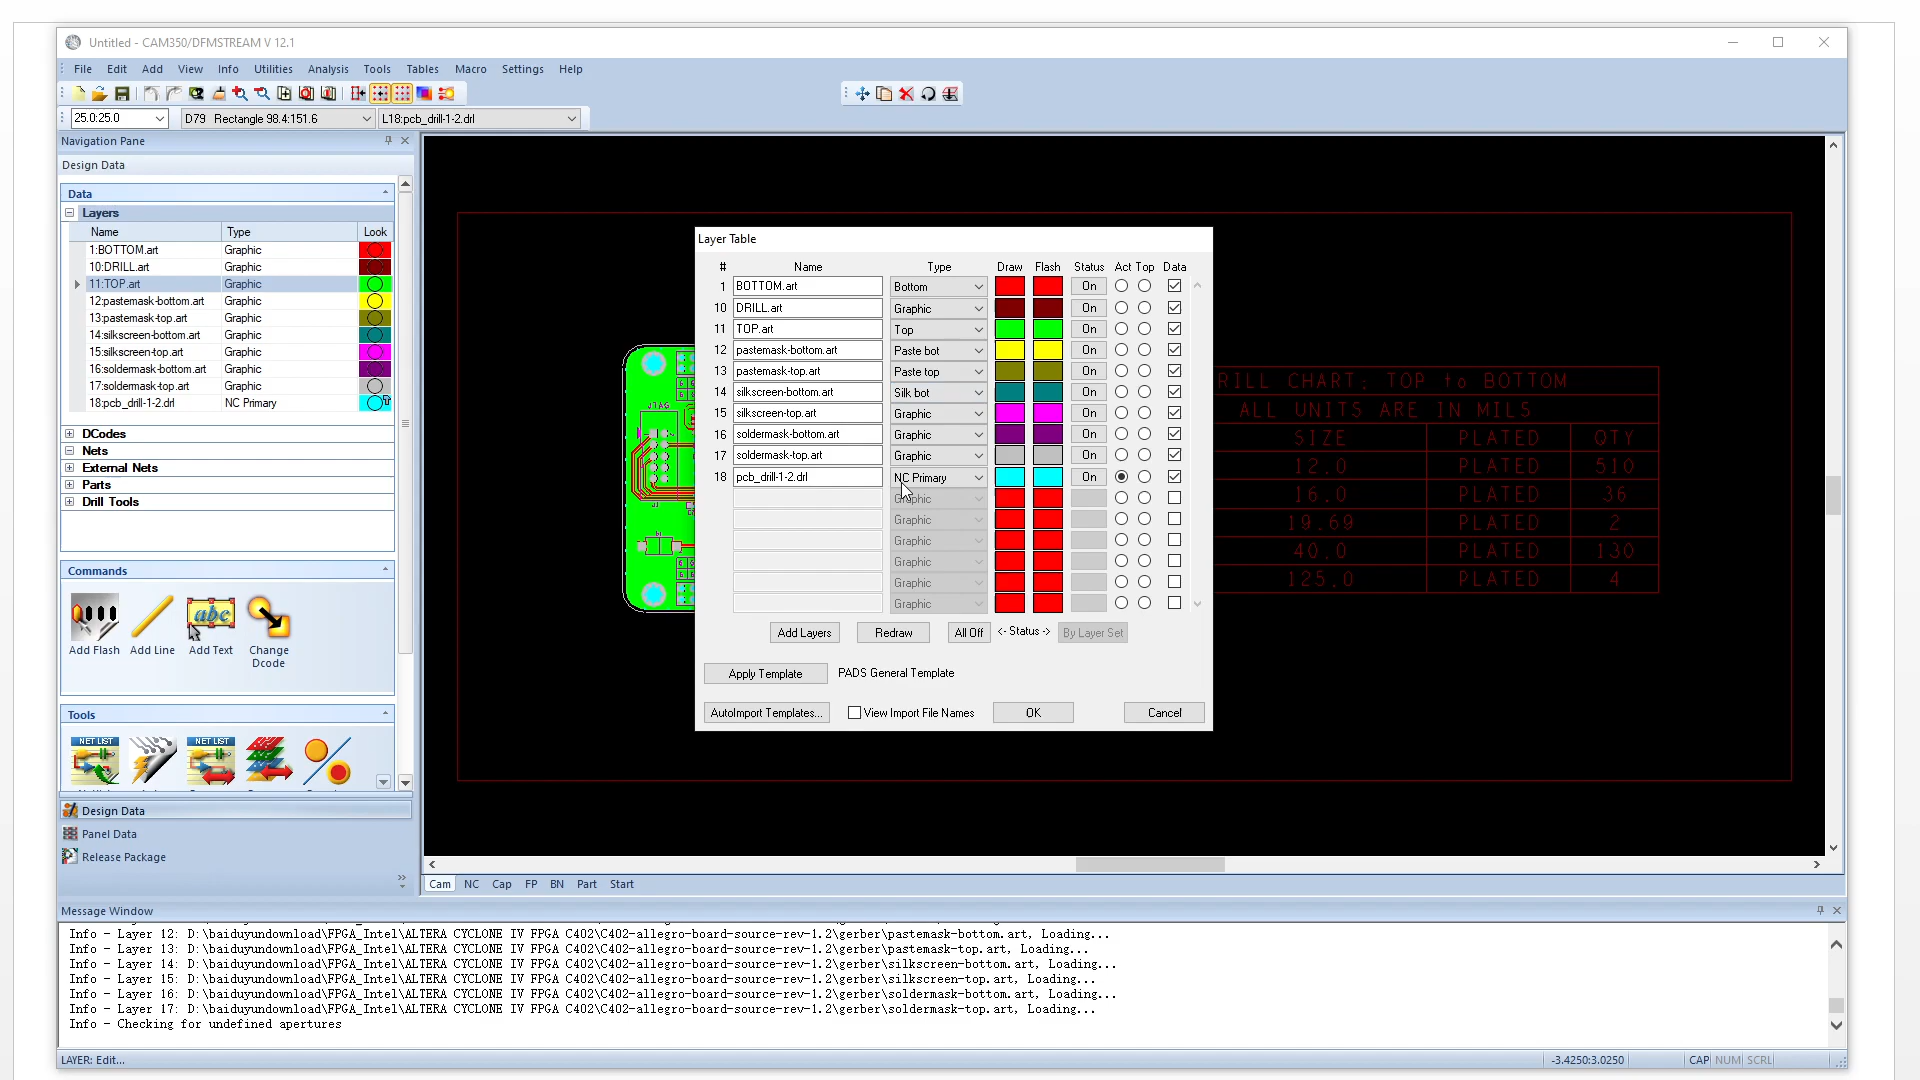 Untitled - CAM350/DFMSTREAM V 12.1
File Edit Add View Info Utilities Analysis Tools Tables Macro Settings Help
25.0:25.0 D79 Rectangle 98.4:151.6 L18:pcb_drill-1-2.drl
Navigation Pane
Design Data
Data
Layers
Name Type Look
1:BOTTOM.art Graphic
10:DRILL.art Graphic
11:TOP.art Graphic
12:pastemask-bottom.art Graphic
13:pastemask-top.art Graphic
14:silkscreen-bottom.art Graphic
15:silkscreen-top.art Graphic
16:soldermask-bottom.art Graphic
17:soldermask-top.art Graphic
18:pcb_drill-1-2.drl NC Primary
DCodes
Nets
External Nets
Parts
Drill Tools
Commands
Add Flash Add Line Add Text Change Dcode
Tools
NET LIST NET LIST
Design Data
Panel Data
Release Package
JTAG
J1
Layer Table
# Name Type Draw Flash Status Act Top Data
1 BOTTOM.art Bottom On
10 DRILL.art Graphic On
11 TOP.art Top On
12 pastemask-bottom.art Paste bot On
13 pastemask-top.art Paste top On
14 silkscreen-bottom.art Silk bot On
15 silkscreen-top.art Graphic On
16 soldermask-bottom.art Graphic On
17 soldermask-top.art Graphic On
18 pcb_drill-1-2.drl NC Primary On
Graphic
Graphic
Graphic
Graphic
Graphic
Graphic
Add Layers Redraw All Off <- Status -> By Layer Set
Apply Template PADS General Template
AutoImport Templates... View Import File Names OK Cancel
RILL CHART: TOP to BOTTOM
ALL UNITS ARE IN MILS
SIZE PLATED QTY
12.0 PLATED 510
16.0 PLATED 36
19.69 PLATED 2
40.0 PLATED 130
125.0 PLATED 4
Cam NC Cap FP BN Part Start
Message Window
Info - Layer 12: D:\baiduyundownload\FPGA_Intel\ALTERA CYCLONE IV FPGA C402\C402-allegro-board-source-rev-1.2\gerber\pastemask-bottom.art, Loading...
Info - Layer 13: D:\baiduyundownload\FPGA_Intel\ALTERA CYCLONE IV FPGA C402\C402-allegro-board-source-rev-1.2\gerber\pastemask-top.art, Loading...
Info - Layer 14: D:\baiduyundownload\FPGA_Intel\ALTERA CYCLONE IV FPGA C402\C402-allegro-board-source-rev-1.2\gerber\silkscreen-bottom.art, Loading...
Info - Layer 15: D:\baiduyundownload\FPGA_Intel\ALTERA CYCLONE IV FPGA C402\C402-allegro-board-source-rev-1.2\gerber\silkscreen-top.art, Loading...
Info - Layer 16: D:\baiduyundownload\FPGA_Intel\ALTERA CYCLONE IV FPGA C402\C402-allegro-board-source-rev-1.2\gerber\soldermask-bottom.art, Loading...
Info - Layer 17: D:\baiduyundownload\FPGA_Intel\ALTERA CYCLONE IV FPGA C402\C402-allegro-board-source-rev-1.2\gerber\soldermask-top.art, Loading...
Info - Checking for undefined apertures
LAYER: Edit... -3.4250:3.0250 CAP NUM SCRL